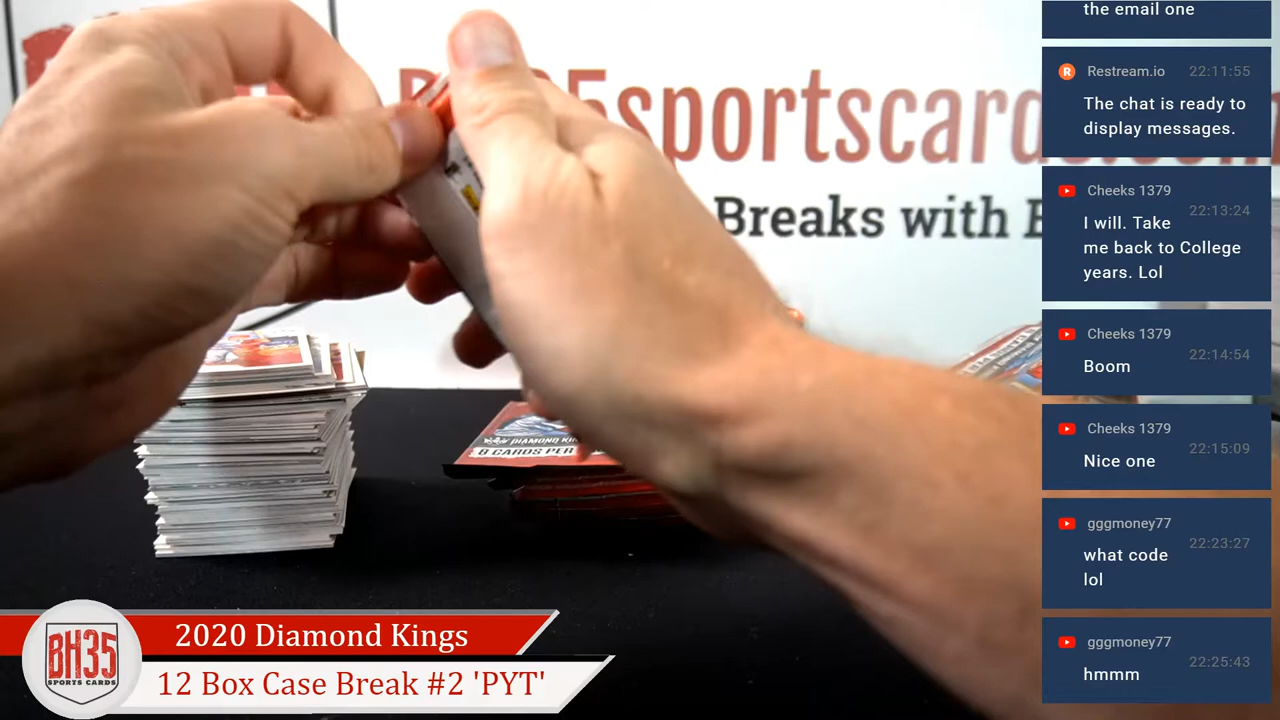 BH35sportscards.com
Breaks with
DIAMOND KIN
8 CARDS PER
2020 Diamond Kings
12 Box Case Break #2 'PYT'
BH35
SPORTS CARDS
the email one
Restream.io 22:11:55
The chat is ready to
display messages.
Cheeks 1379
22:13:24
I will. Take
me back to College
years. Lol
Cheeks 1379
22:14:54
Boom
Cheeks 1379
22:15:09
Nice one
gggmoney77
22:23:27
what code
lol
gggmoney77
22:25:43
hmmm